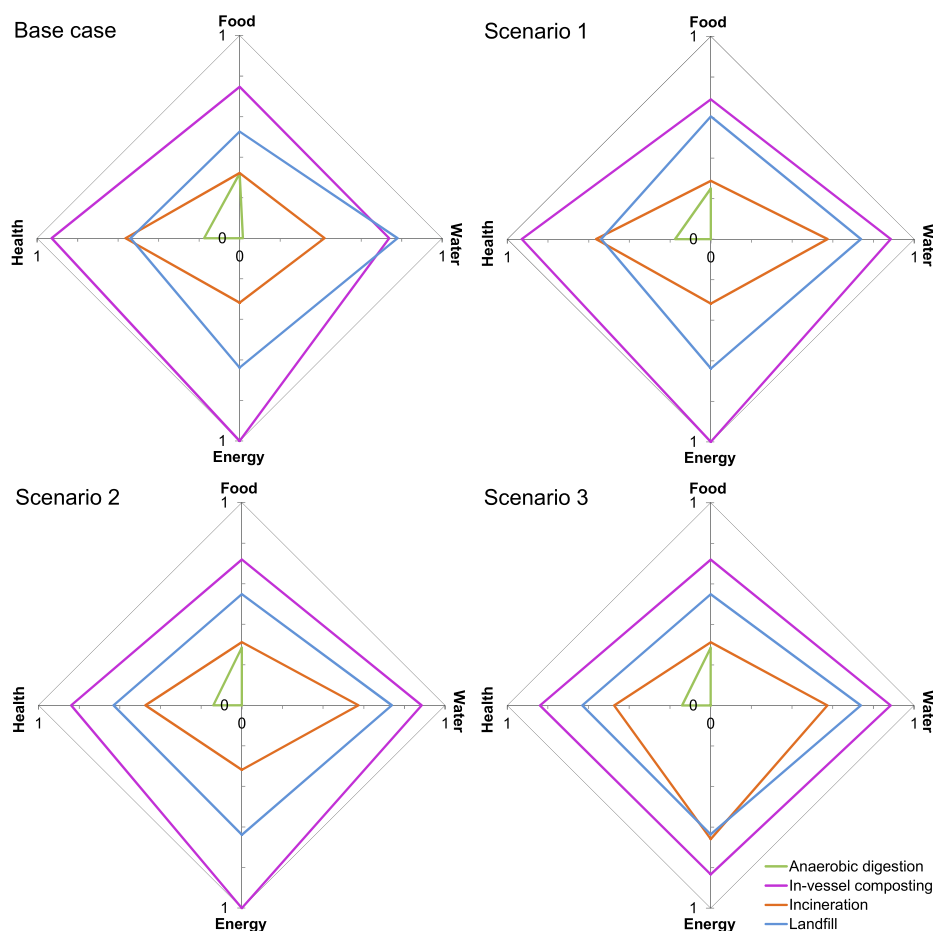 Base case
Food
1
Health
1
0
0
Water
1
1
Energy
Scenario 1
Food
1
Health
1
0
0
Water
1
1
Energy
Scenario 2
Food
1
Health
1
0
0
Water
1
1
Energy
Scenario 3
Food
1
Health
1
0
0
Water
1
1
Energy
Anaerobic digestion
In-vessel composting
Incineration
Landfill